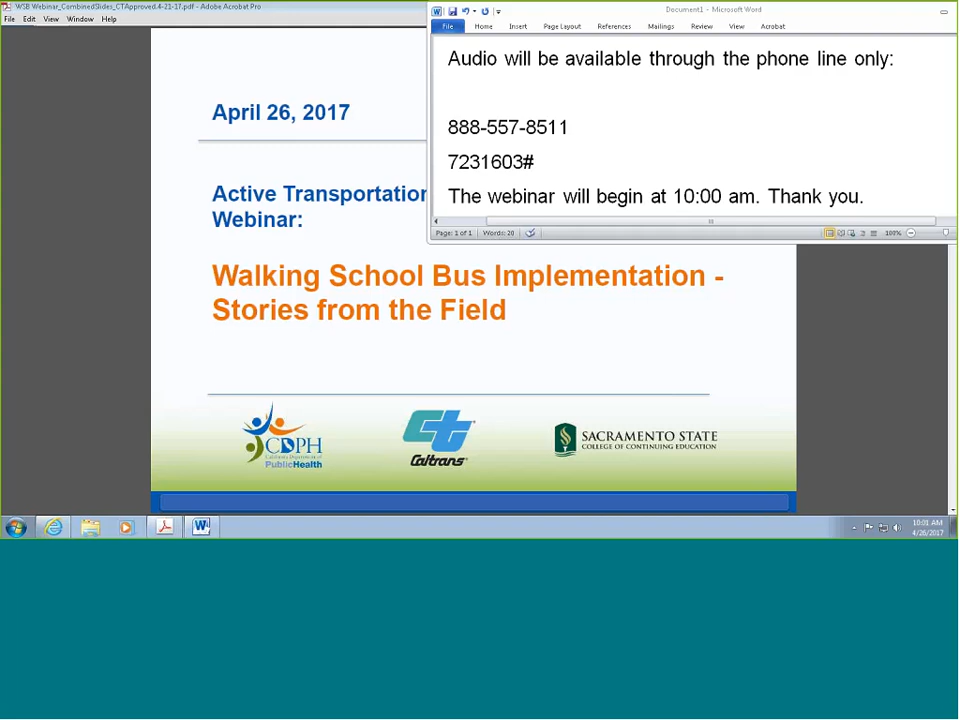 WSB Webinar_CombinedSlides_CTApproved.4-21-17.pdf - Adobe Acrobat Pro
File Edit View Window Help
Document1 - Microsoft Word
File Home Insert Page Layout References Mailings Review View Acrobat
Audio will be available through the phone line only:
888-557-8511
7231603#
The webinar will begin at 10:00 am. Thank you.
Page: 1 of 1 Words: 20 100%
April 26, 2017
Active Transportation
Webinar:
Walking School Bus Implementation -
Stories from the Field
CDPH
California Department of
PublicHealth
ct
Caltrans
SACRAMENTO STATE
COLLEGE OF CONTINUING EDUCATION
10:01 AM
4/26/2017